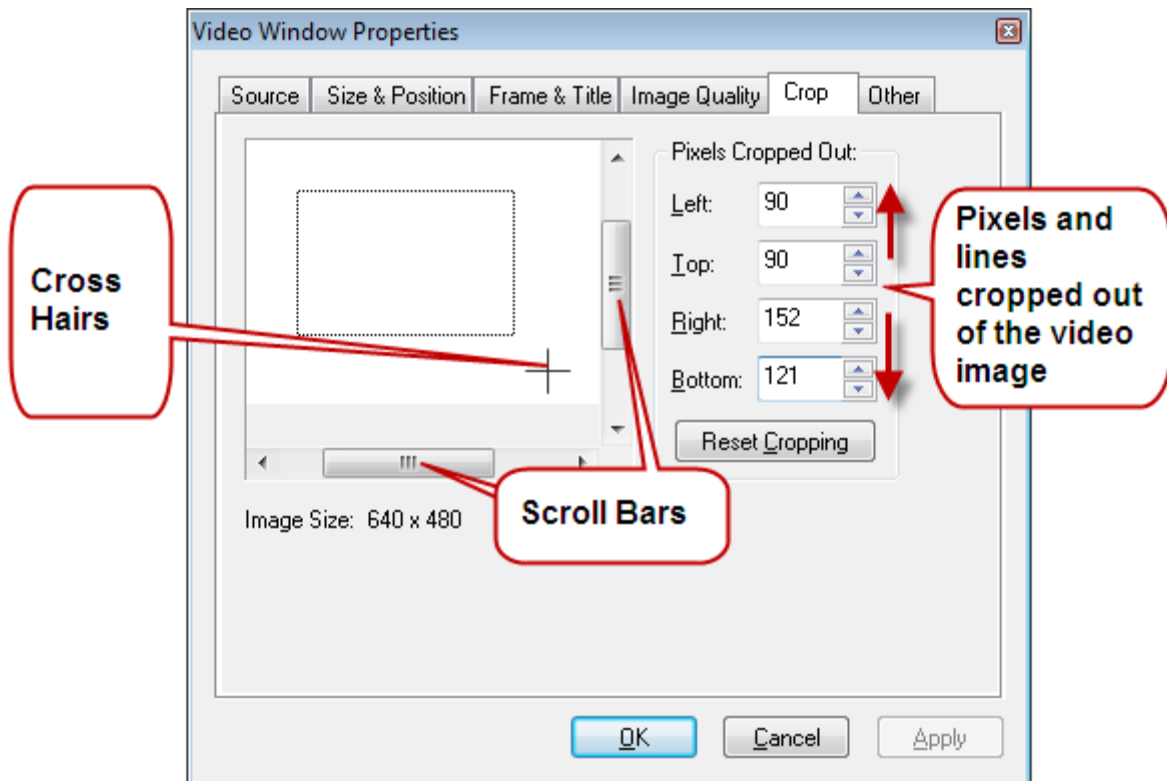 Video Window Properties
Source Size & Position Frame & Title Image Quality Crop Other
Pixels Cropped Out:
Left: 90
Top: 90
Right: 152
Bottom: 121
Reset Cropping
Cross
Hairs
Pixels and
lines
cropped out
of the video
image
Scroll Bars
Image Size: 640 x 480
OK Cancel Apply